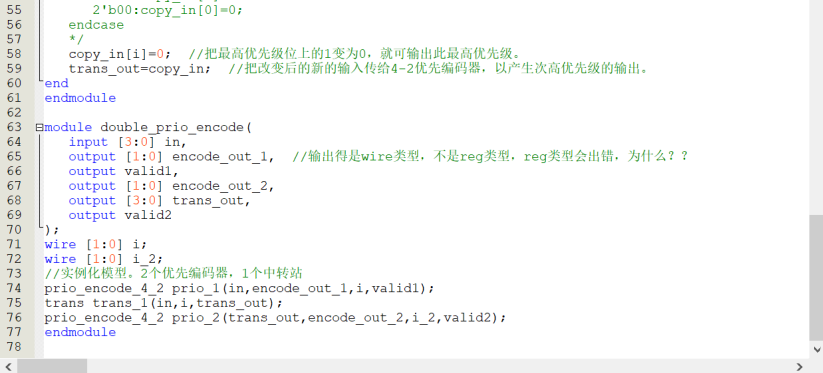 55 2'b00:copy_in[0]=0;
56 endcase
57 */
58 copy_in[i]=0; //把最高优先级位上的1变为0，就可输出此最高优先级。
59 trans_out=copy_in; //把改变后的新的输入传给4-2优先编码器，以产生次高优先级的输出。
60 end
61 endmodule
62
63 module double_prio_encode(
64 input [3:0] in,
65 output [1:0] encode_out_1, //输出得是wire类型，不是reg类型，reg类型会出错，为什么？？
66 output valid1,
67 output [1:0] encode_out_2,
68 output [3:0] trans_out,
69 output valid2
70 );
71 wire [1:0] i;
72 wire [1:0] i_2;
73 //实例化模型。2个优先编码器，1个中转站
74 prio_encode_4_2 prio_1(in,encode_out_1,i,valid1);
75 trans trans_1(in,i,trans_out);
76 prio_encode_4_2 prio_2(trans_out,encode_out_2,i_2,valid2);
77 endmodule
78